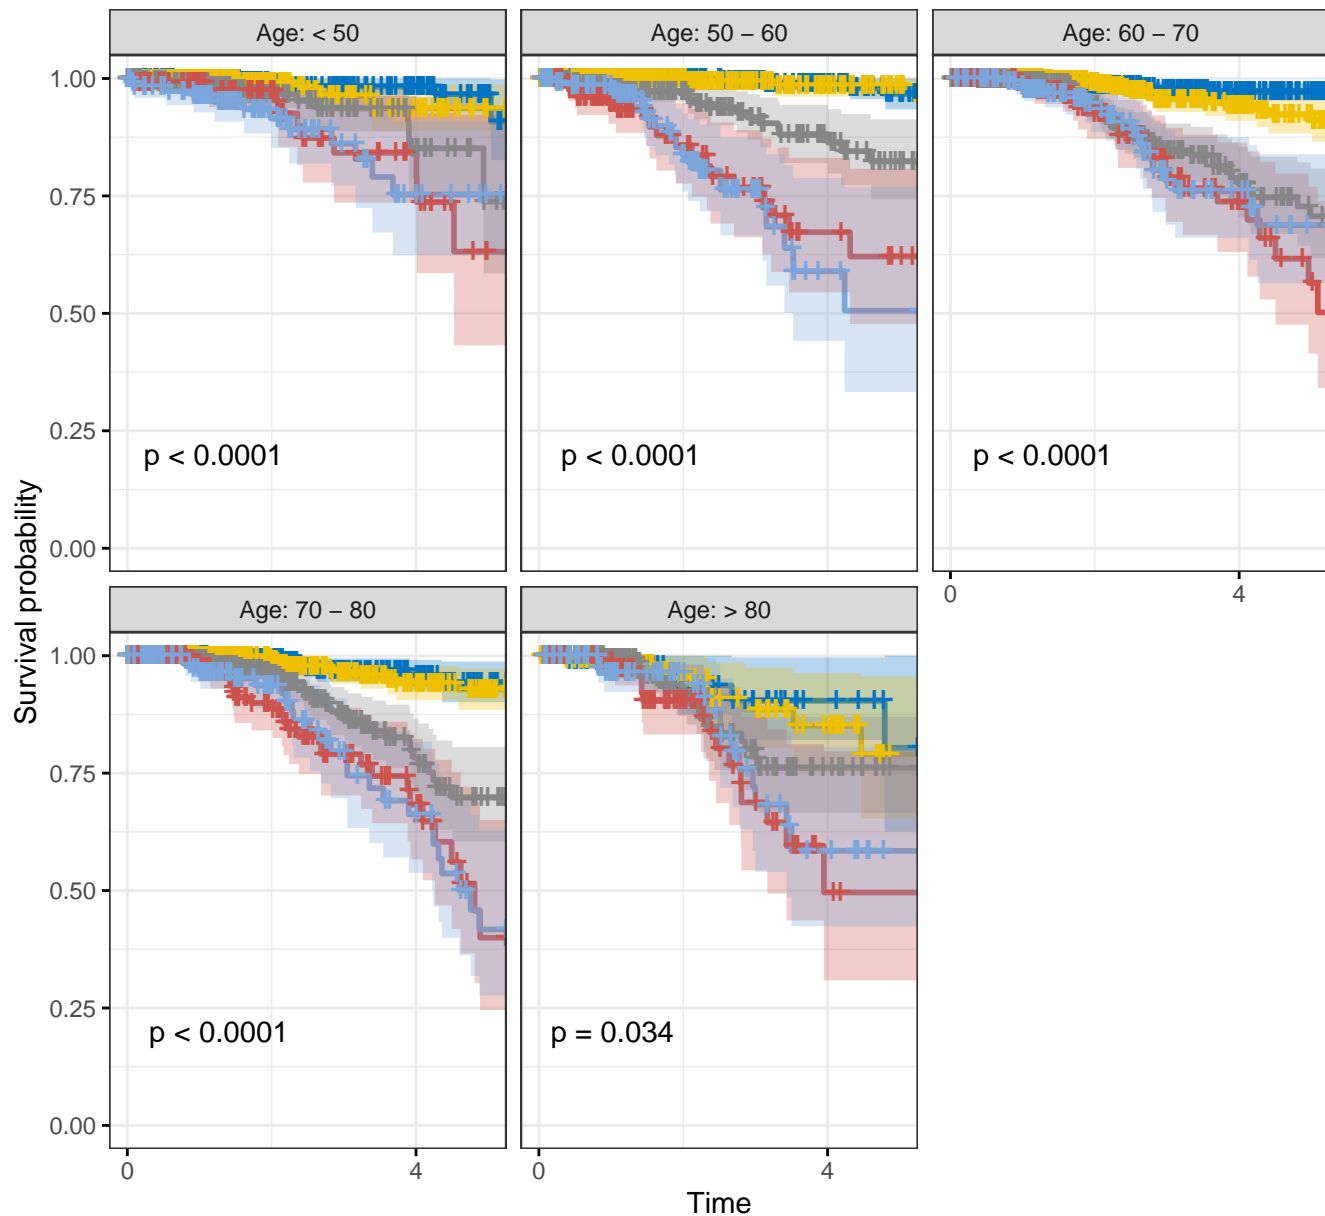 Age: < 50
Age: 50 − 60
Age: 60 − 70
1.00
0.75
0.50
0.25
0.00
p < 0.0001
p < 0.0001
p < 0.0001
0
4
Survival probability
Age: 70 − 80
Age: > 80
1.00
0.75
0.50
0.25
0.00
p < 0.0001
p = 0.034
0
4
0
4
Time